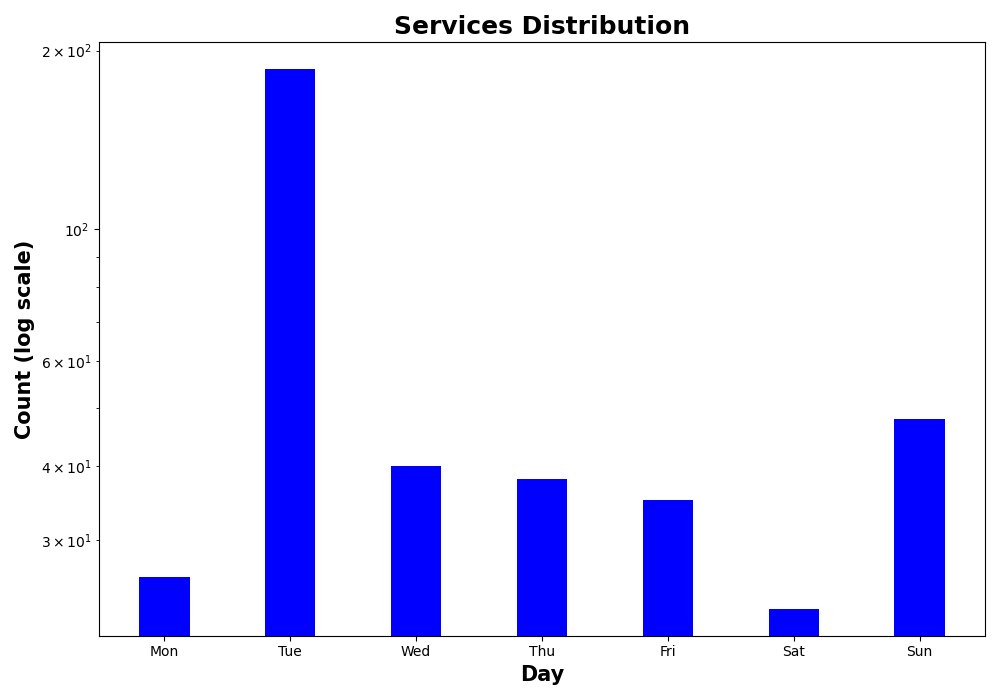 Services Distribution
Count (log scale)
2 × 10²
10²
6 × 10¹
4 × 10¹
3 × 10¹
Mon Tue Wed Thu Fri Sat Sun
Day